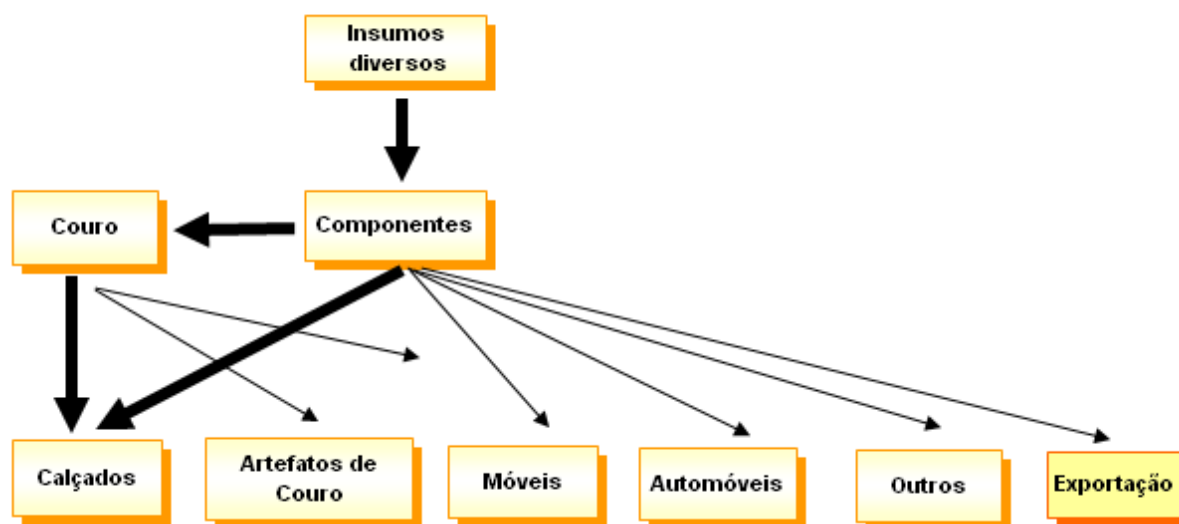 Insumos
diversos
Couro
Componentes
Calçados
Artefatos de
Couro
Móveis
Automóveis
Outros
Exportação